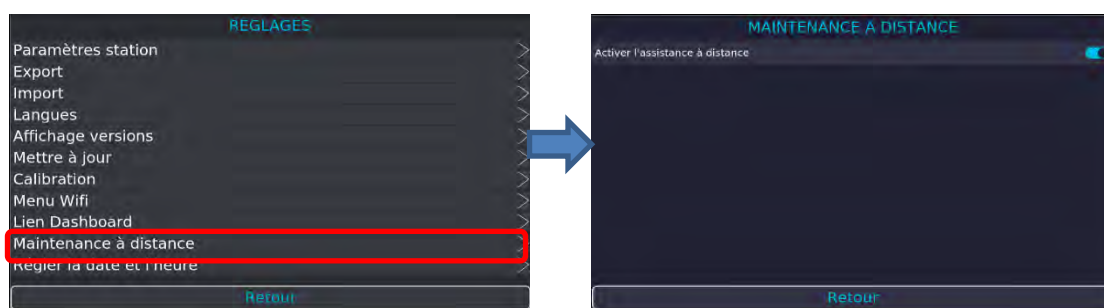 REGLAGES
Paramètres station
Export
Import
Langues
Affichage versions
Mettre à jour
Calibration
Menu Wifi
Lien Dashboard
Maintenance à distance
Régler la date et l'heure
Retour
MAINTENANCE A DISTANCE
Activer l'assistance à distance
Retour